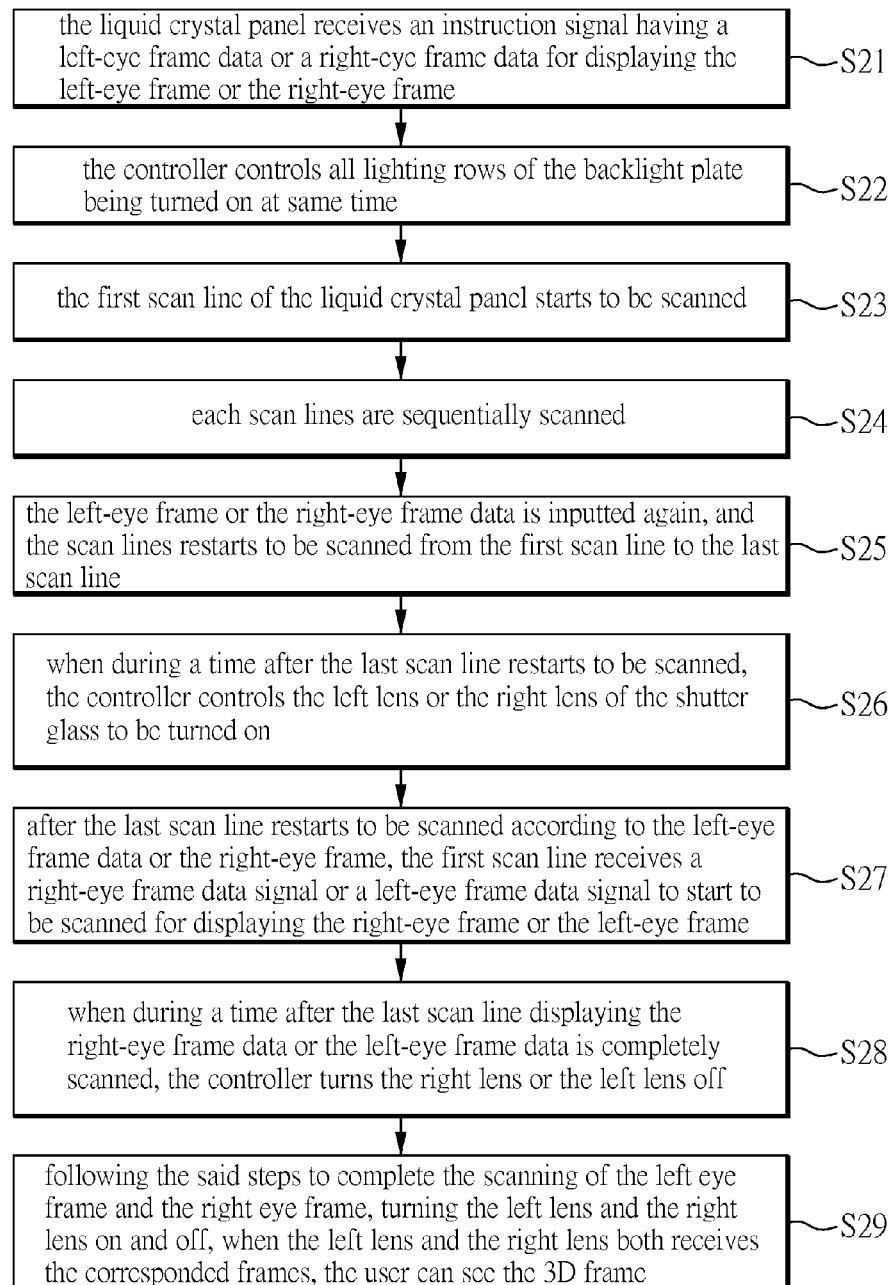 the liquid crystal panel receives an instruction signal having a
left-eye frame data or a right-eye frame data for displaying the
left-eye frame or the right-eye frame
S21
the controller controls all lighting rows of the backlight plate
being turned on at same time
S22
the first scan line of the liquid crystal panel starts to be scanned
S23
each scan lines are sequentially scanned
S24
the left-eye frame or the right-eye frame data is inputted again, and
the scan lines restarts to be scanned from the first scan line to the last
scan line
S25
when during a time after the last scan line restarts to be scanned,
the controller controls the left lens or the right lens of the shutter
glass to be turned on
S26
after the last scan line restarts to be scanned according to the left-eye
frame data or the right-eye frame, the first scan line receives a
right-eye frame data signal or a left-eye frame data signal to start to
be scanned for displaying the right-eye frame or the left-eye frame
S27
when during a time after the last scan line displaying the
right-eye frame data or the left-eye frame data is completely
scanned, the controller turns the right lens or the left lens off
S28
following the said steps to complete the scanning of the left eye
frame and the right eye frame, turning the left lens and the right
lens on and off, when the left lens and the right lens both receives
the corresponded frames, the user can see the 3D frame
S29